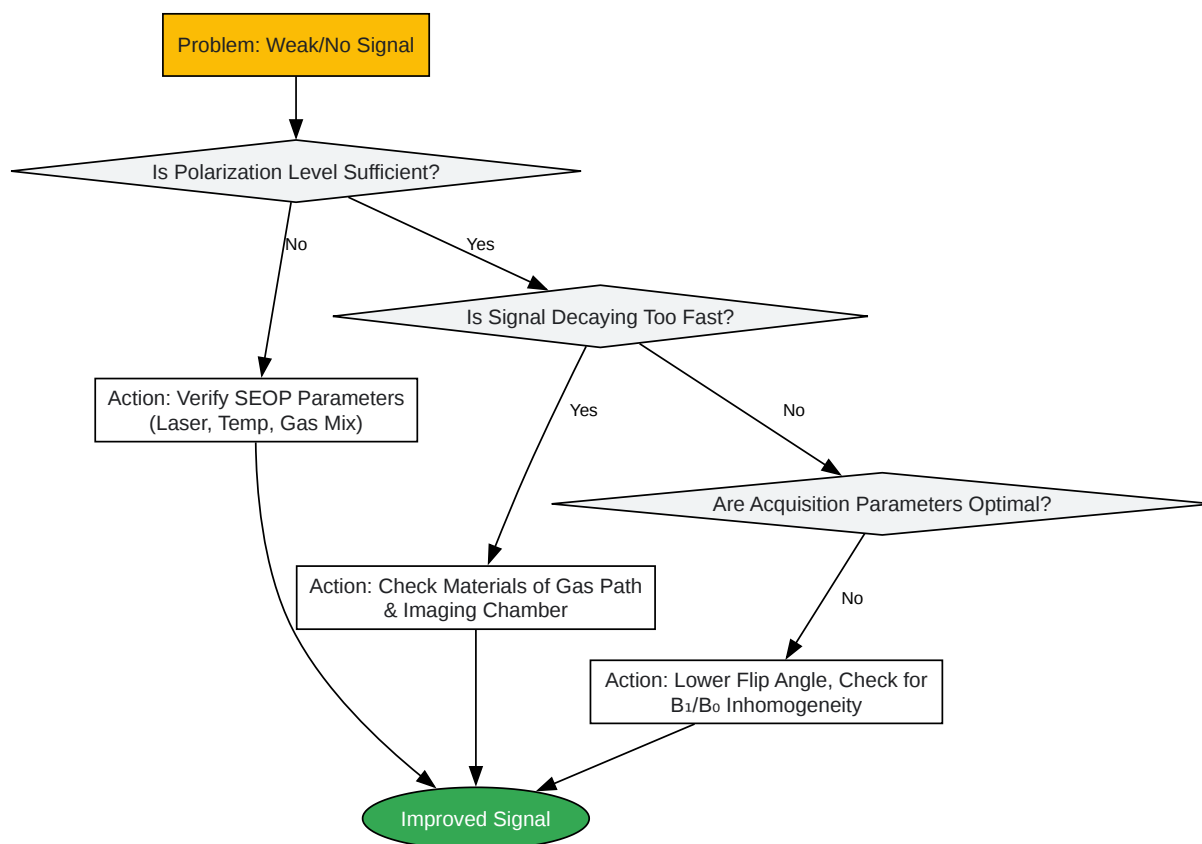 Problem: Weak/No Signal
Is Polarization Level Sufficient?
No
Yes
Is Signal Decaying Too Fast?
Action: Verify SEOP Parameters
(Laser, Temp, Gas Mix)
Yes
No
Are Acquisition Parameters Optimal?
Action: Check Materials of Gas Path
& Imaging Chamber
No
Action: Lower Flip Angle, Check for
B₁/B₀ Inhomogeneity
Improved Signal